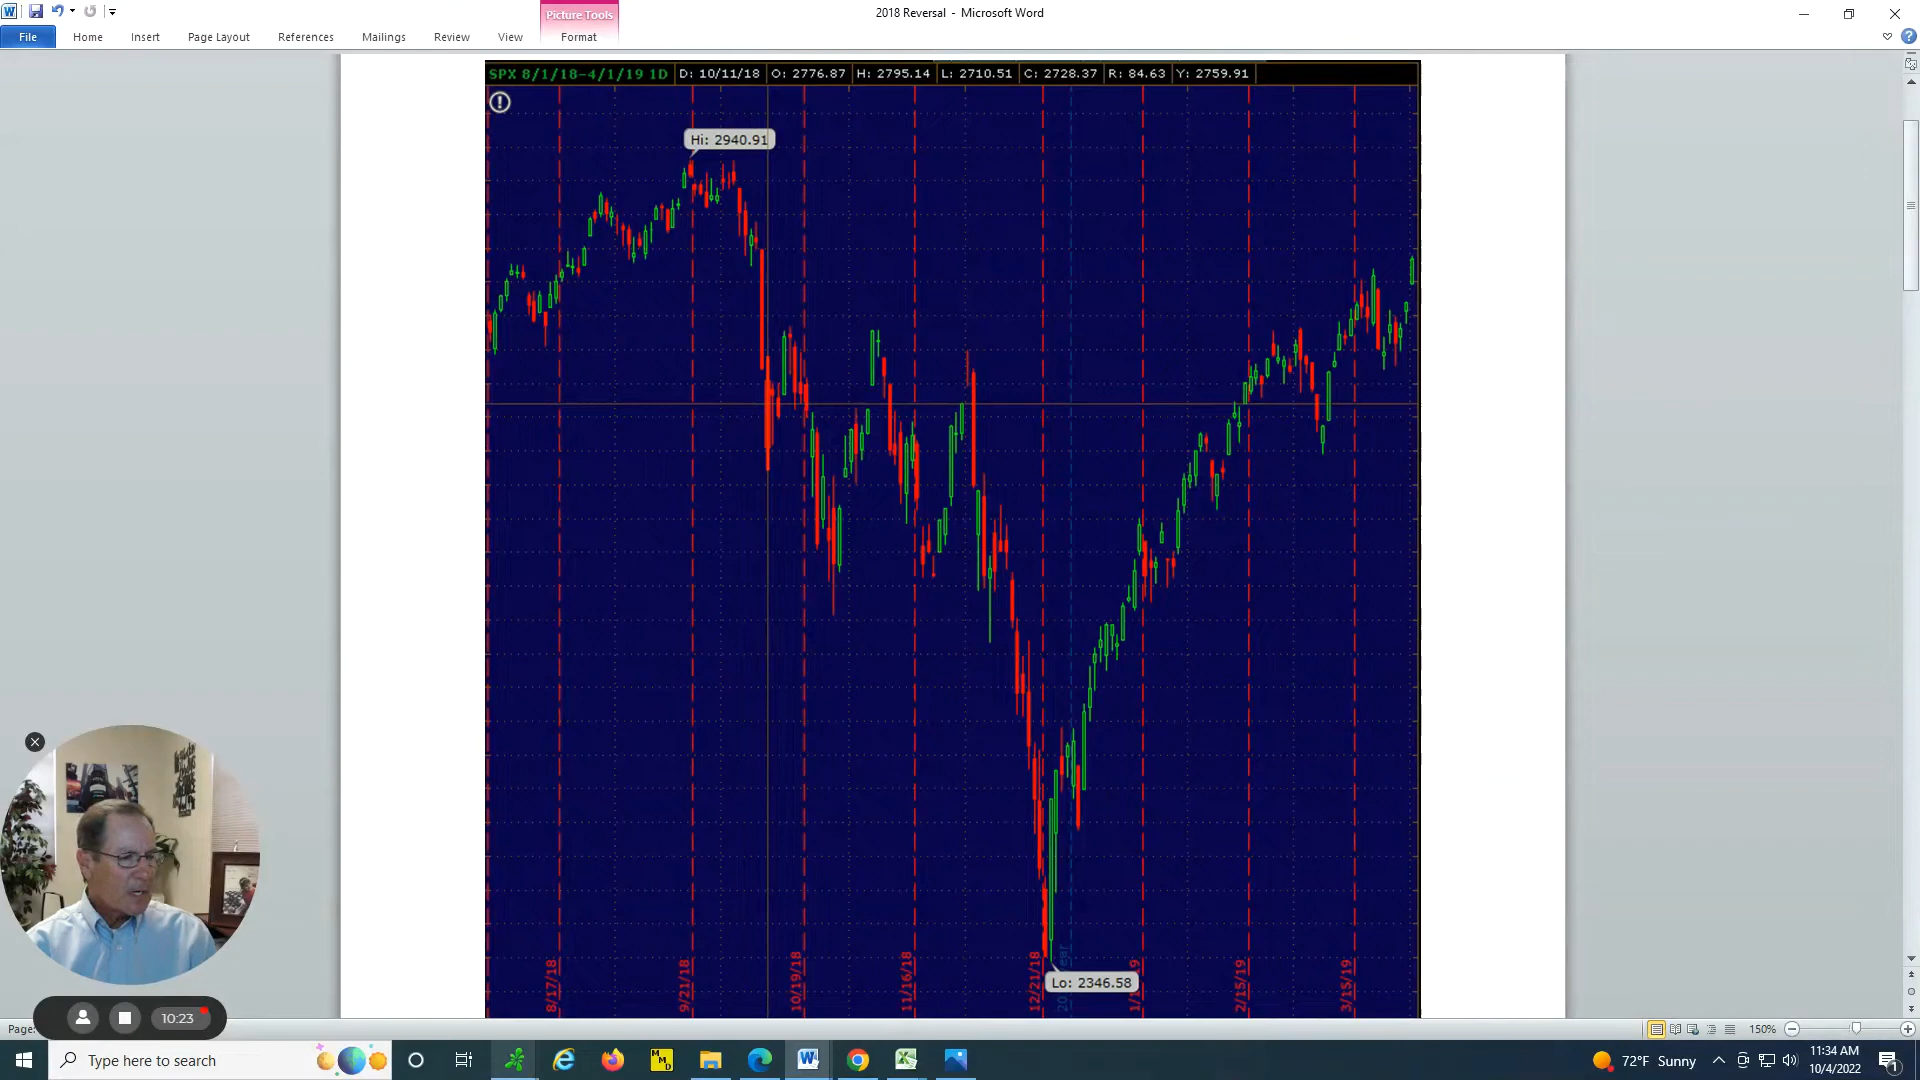 2018 Reversal - Microsoft Word
Picture Tools
File Home Insert Page Layout References Mailings Review View Format
SPX 8/1/18-4/1/19 1D D: 10/11/18 O: 2776.87 H: 2795.14 L: 2710.51 C: 2728.37 R: 84.63 Y: 2759.91
Hi: 2940.91
Lo: 2346.58
8/17/18
9/21/18
10/19/18
11/16/18
12/21/18
2/15/19
3/15/19
10:23
Page:
150%
Type here to search
72°F Sunny
11:34 AM
10/4/2022
1